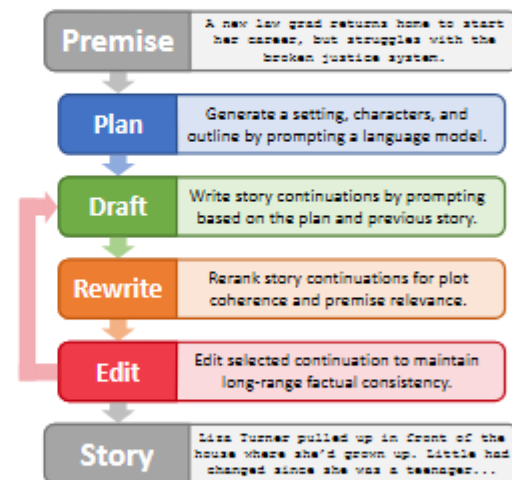 Premise
A new law grad returns home to start
her career, but struggles with the
broken justice system.
Plan
Generate a setting, characters, and
outline by prompting a language model.
Draft
Write story continuations by prompting
based on the plan and previous story.
Rewrite
Rerank story continuations for plot
coherence and premise relevance.
Edit
Edit selected continuation to maintain
long-range factual consistency.
Story
Lisa Turner pulled up in front of the
house where she'd grown up. Little had
changed since she was a teenager...